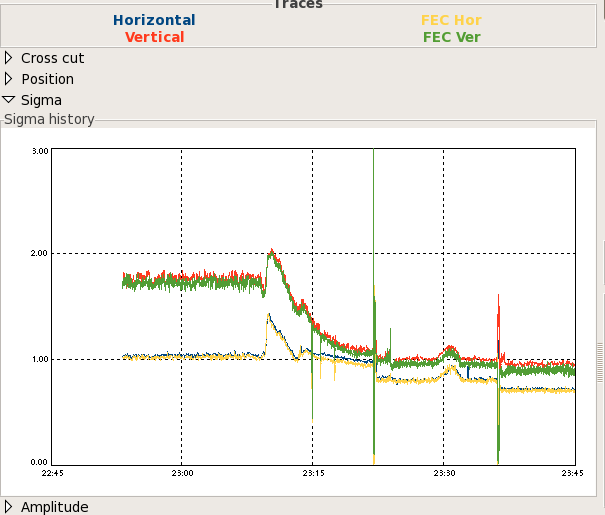 Traces
Horizontal FEC Hor
Vertical FEC Ver
Cross cut
Position
Sigma
Sigma history
3.00
2.00
1.00
0.00
22:45 23:00 23:15 23:30 23:45
Amplitude